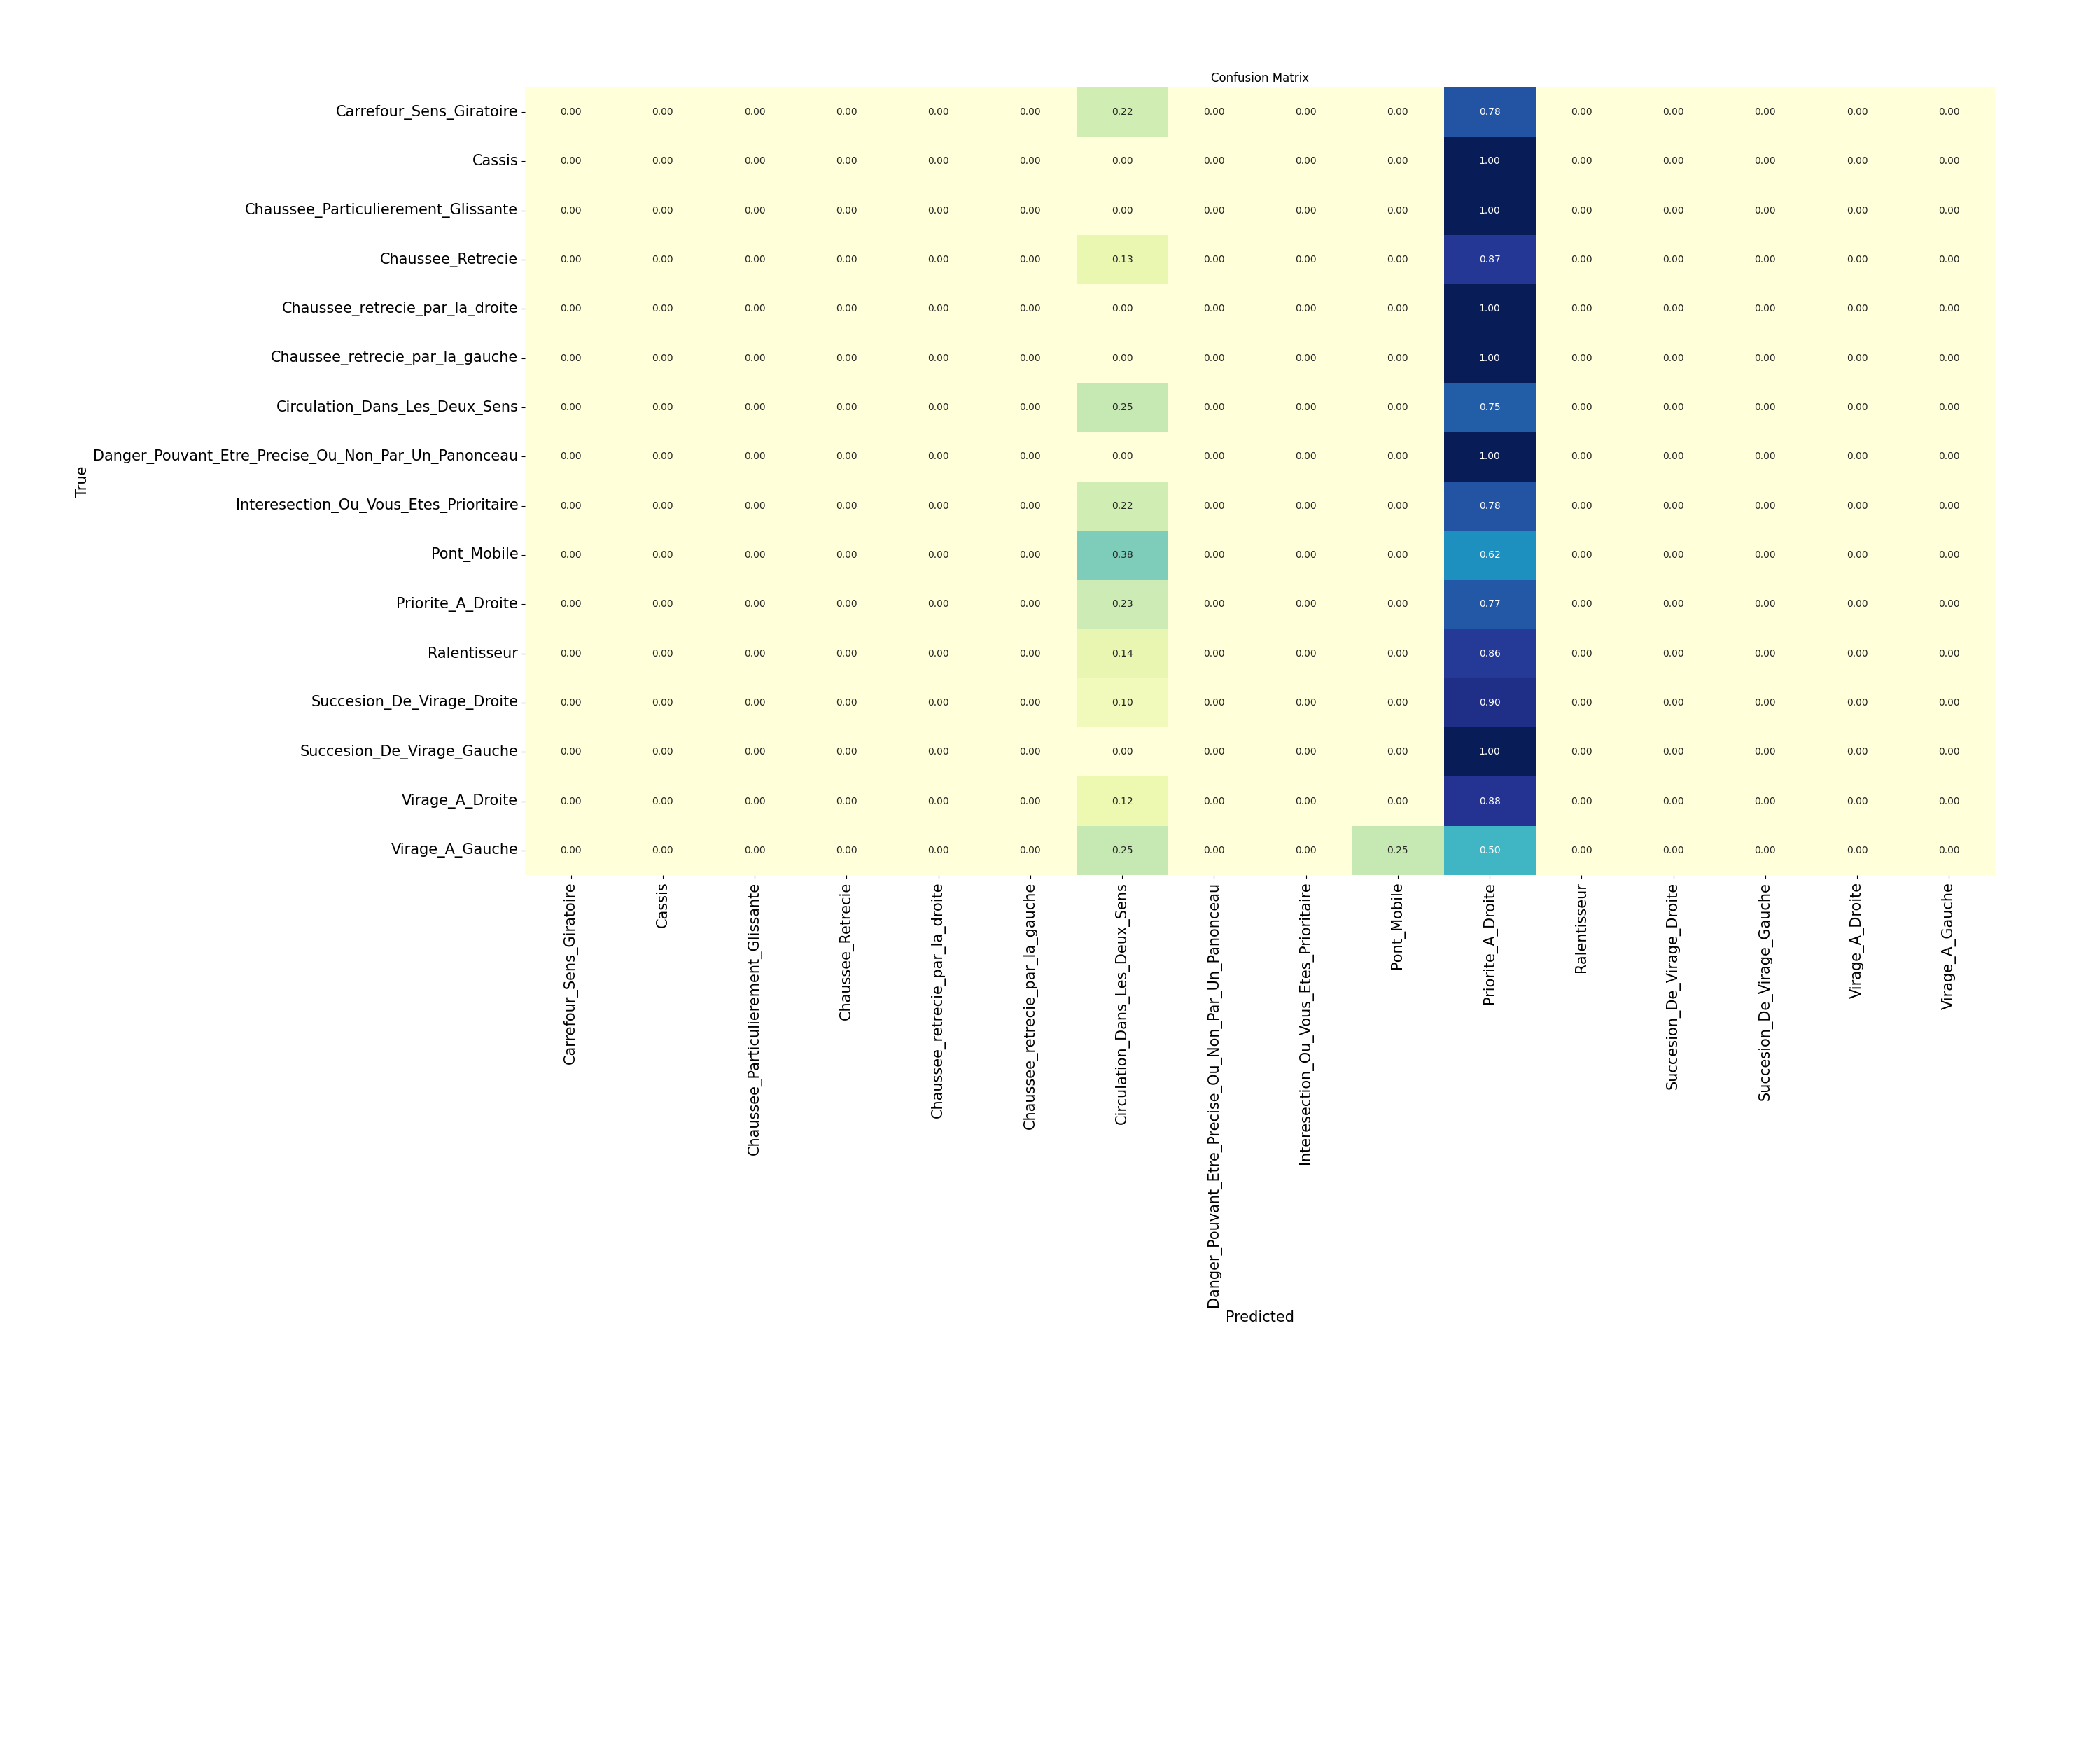 Confusion Matrix
Carrefour_Sens_Giratoire 0.00 0.00 0.00 0.00 0.00 0.00 0.22 0.00 0.00 0.00 0.78 0.00 0.00 0.00 0.00 0.00
Cassis 0.00 0.00 0.00 0.00 0.00 0.00 0.00 0.00 0.00 0.00 1.00 0.00 0.00 0.00 0.00 0.00
Chaussee_Particulierement_Glissante 0.00 0.00 0.00 0.00 0.00 0.00 0.00 0.00 0.00 0.00 1.00 0.00 0.00 0.00 0.00 0.00
Chaussee_Retrecie 0.00 0.00 0.00 0.00 0.00 0.00 0.13 0.00 0.00 0.00 0.87 0.00 0.00 0.00 0.00 0.00
Chaussee_retrecie_par_la_droite 0.00 0.00 0.00 0.00 0.00 0.00 0.00 0.00 0.00 0.00 1.00 0.00 0.00 0.00 0.00 0.00
Chaussee_retrecie_par_la_gauche 0.00 0.00 0.00 0.00 0.00 0.00 0.00 0.00 0.00 0.00 1.00 0.00 0.00 0.00 0.00 0.00
Circulation_Dans_Les_Deux_Sens 0.00 0.00 0.00 0.00 0.00 0.00 0.25 0.00 0.00 0.00 0.75 0.00 0.00 0.00 0.00 0.00
Danger_Pouvant_Etre_Precise_Ou_Non_Par_Un_Panonceau 0.00 0.00 0.00 0.00 0.00 0.00 0.00 0.00 0.00 0.00 1.00 0.00 0.00 0.00 0.00 0.00
True
Interesection_Ou_Vous_Etes_Prioritaire 0.00 0.00 0.00 0.00 0.00 0.00 0.22 0.00 0.00 0.00 0.78 0.00 0.00 0.00 0.00 0.00
Pont_Mobile 0.00 0.00 0.00 0.00 0.00 0.00 0.38 0.00 0.00 0.00 0.62 0.00 0.00 0.00 0.00 0.00
Priorite_A_Droite 0.00 0.00 0.00 0.00 0.00 0.00 0.23 0.00 0.00 0.00 0.77 0.00 0.00 0.00 0.00 0.00
Ralentisseur 0.00 0.00 0.00 0.00 0.00 0.00 0.14 0.00 0.00 0.00 0.86 0.00 0.00 0.00 0.00 0.00
Succesion_De_Virage_Droite 0.00 0.00 0.00 0.00 0.00 0.00 0.10 0.00 0.00 0.00 0.90 0.00 0.00 0.00 0.00 0.00
Succesion_De_Virage_Gauche 0.00 0.00 0.00 0.00 0.00 0.00 0.00 0.00 0.00 0.00 1.00 0.00 0.00 0.00 0.00 0.00
Virage_A_Droite 0.00 0.00 0.00 0.00 0.00 0.00 0.12 0.00 0.00 0.00 0.88 0.00 0.00 0.00 0.00 0.00
Virage_A_Gauche 0.00 0.00 0.00 0.00 0.00 0.00 0.25 0.00 0.00 0.25 0.50 0.00 0.00 0.00 0.00 0.00
Carrefour_Sens_Giratoire
Cassis
Chaussee_Particulierement_Glissante
Chaussee_Retrecie
Chaussee_retrecie_par_la_droite
Chaussee_retrecie_par_la_gauche
Circulation_Dans_Les_Deux_Sens
Danger_Pouvant_Etre_Precise_Ou_Non_Par_Un_Panonceau
Interesection_Ou_Vous_Etes_Prioritaire
Pont_Mobile
Priorite_A_Droite
Ralentisseur
Succesion_De_Virage_Droite
Succesion_De_Virage_Gauche
Virage_A_Droite
Virage_A_Gauche
Predicted